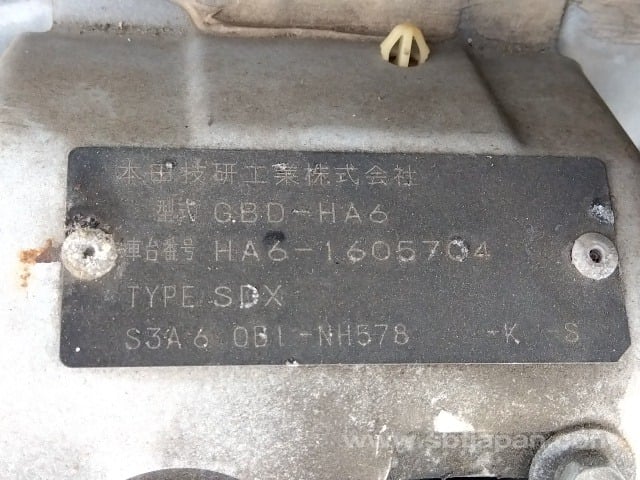 本田技研工業株式会社
型式 GBD-HA6
車台番号 HA6-1605704
TYPE SDX
S3A6 0B1-NH578 -K -S
www.sbtjapan.com